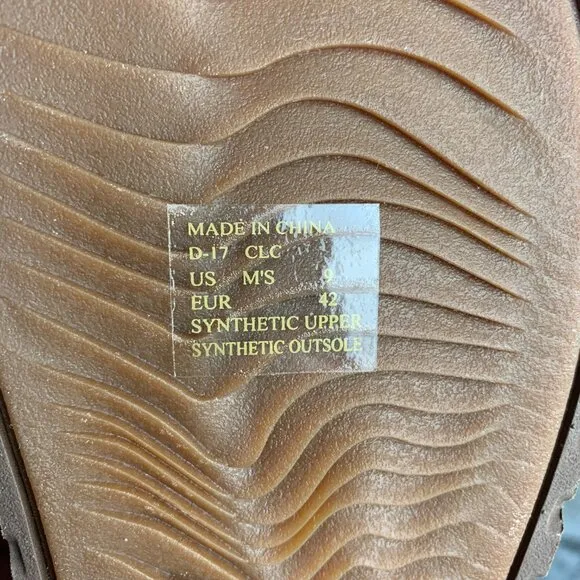 MADE IN CHINA
D-17 CLC
US M'S 9
EUR 42
SYNTHETIC UPPER
SYNTHETIC OUTSOLE